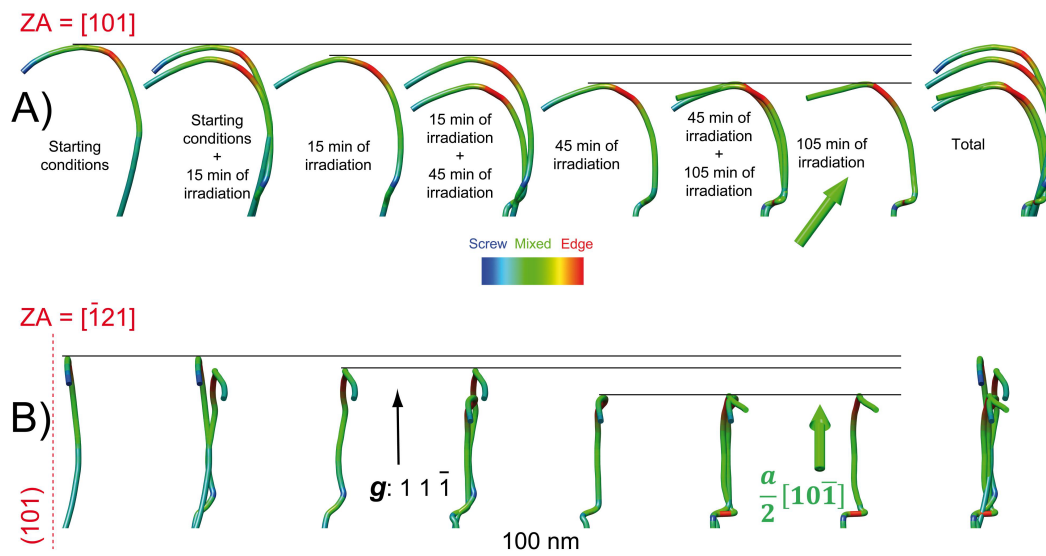 ZA = [101]
A)
Starting
conditions
Starting
conditions
+
15 min of
irradiation
15 min of
irradiation
15 min of
irradiation
+
45 min of
irradiation
45 min of
irradiation
45 min of
irradiation
+
105 min of
irradiation
105 min of
irradiation
Total
Screw Mixed Edge
ZA = [1̄21]
B)
(101)
g: 1 1 1̄
a/2 [101̄]
100 nm